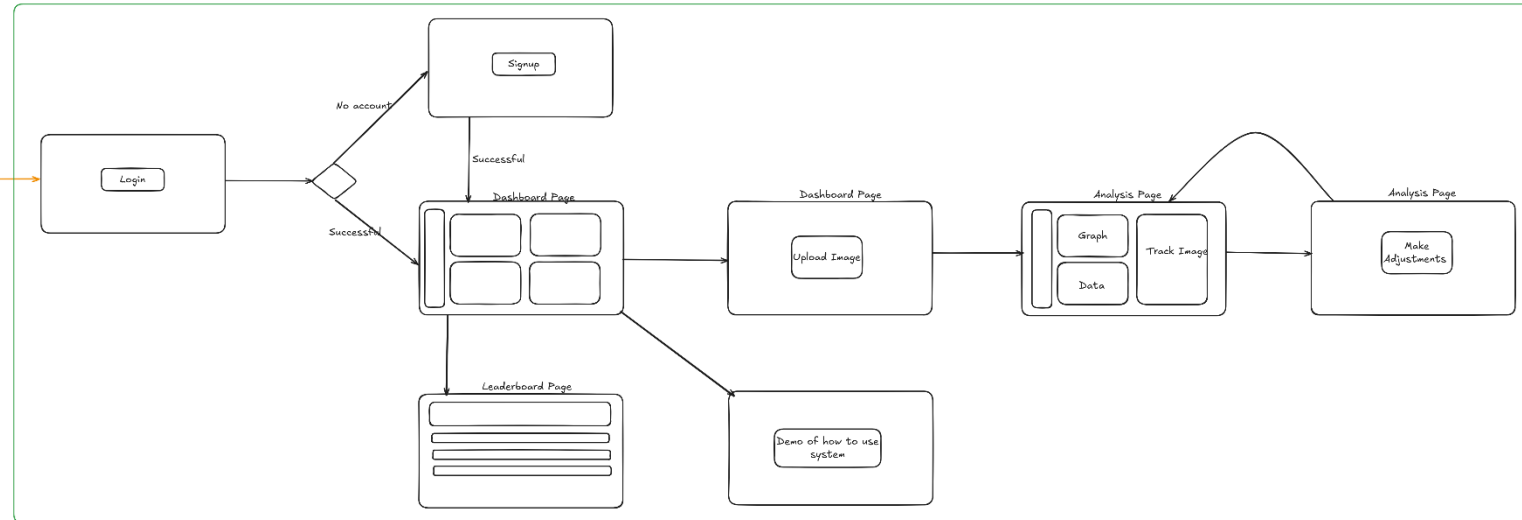 Signup
No account
Login
Successful
Successful
Dashboard Page
Dashboard Page
Upload Image
Analysis Page
Graph
Data
Track Image
Analysis Page
Make
Adjustments
Leaderboard Page
Demo of how to use
system